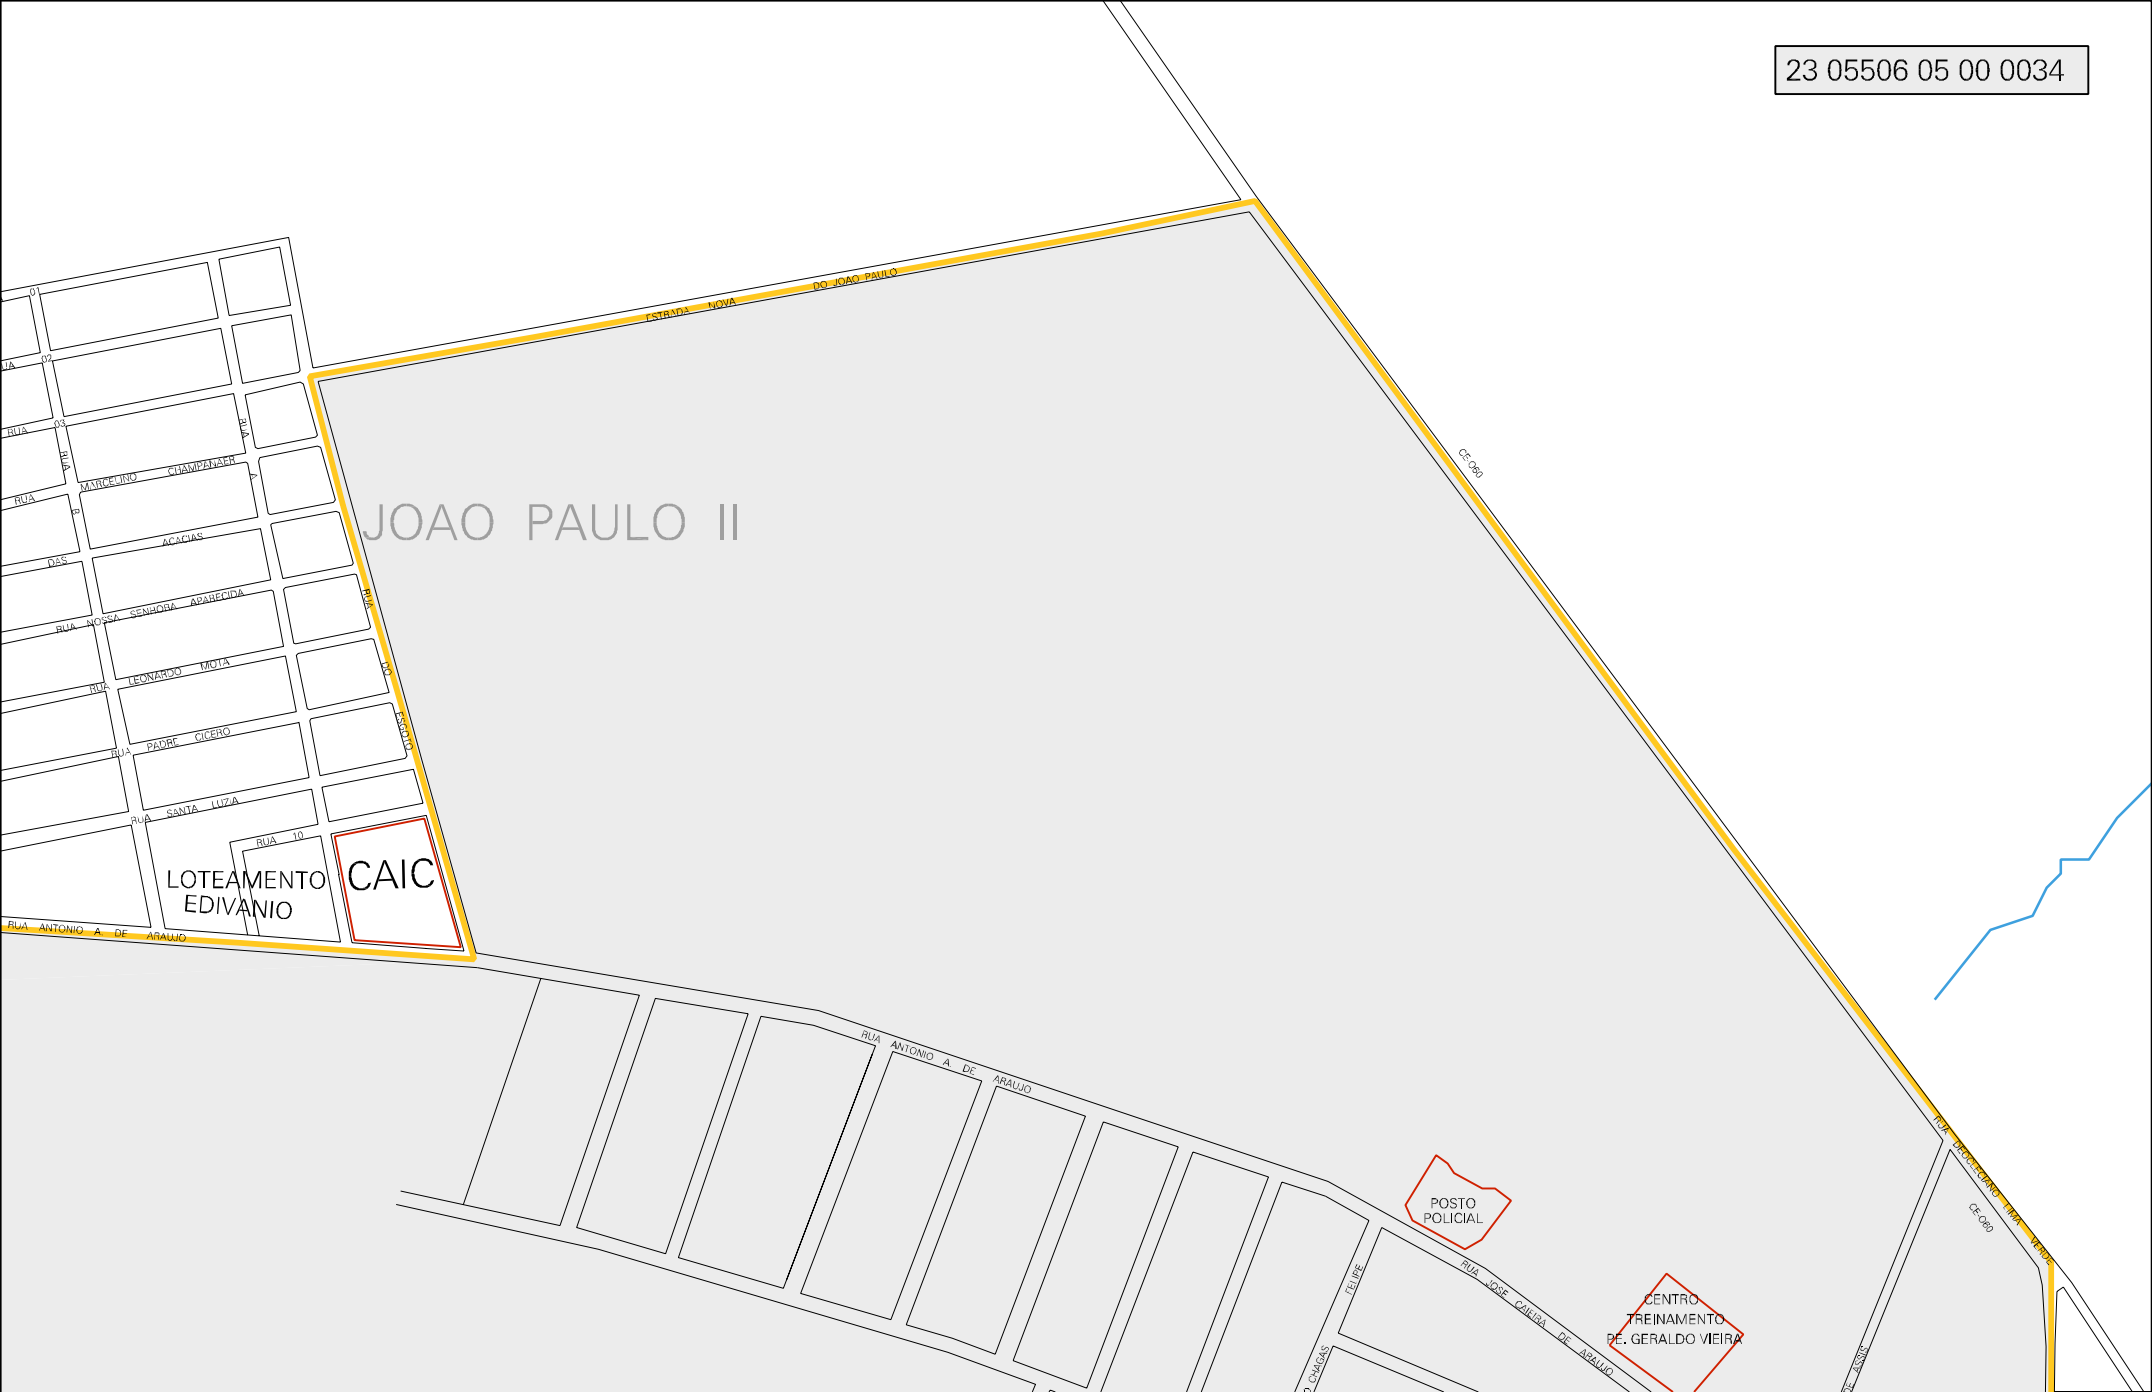 23 05506 05 00 0034
ESTRADA NOVA DO JOAO PAULO
CE-060
JOAO PAULO II
01
02
UA
03
RUA
RUA A
RUA B
RUA MARCELINO CHAMPANAER
DAS ACACIAS
RUA NOSSA SENHORA APARECIDA
RUA LEONARDO MOTA
RUA PADRE CICERO
RUA SANTA LUZIA
RUA 10
RUA DO ESGOTO
CAIC
LOTEAMENTO
EDIVANIO
RUA ANTONIO A. DE ARAUJO
RUA ANTONIO A DE ARAUJO
RUA DEOCLECIANO LIMA VERDE
CE-060
POSTO
POLICIAL
FELIPE
CHAGAS
RUA JOSE CAIEIRA DE ARAUJO
CENTRO
TREINAMENTO
PE. GERALDO VIEIRA
DE ASSIS